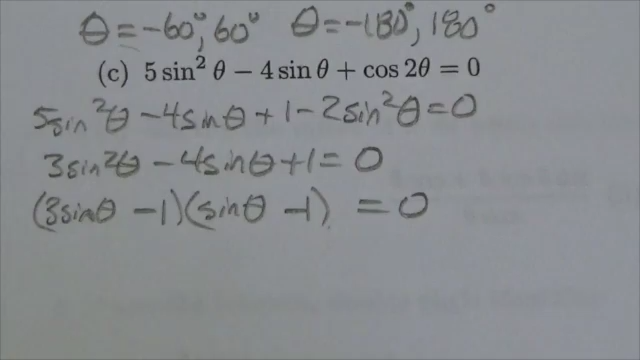 θ = -60°, 60° θ = -180°, 180°
(c) 5 sin² θ − 4 sin θ + cos 2θ = 0
5sin²θ - 4sinθ + 1 - 2sin²θ = 0
3sin²θ - 4sinθ + 1 = 0
(3sinθ - 1)(sinθ - 1) = 0